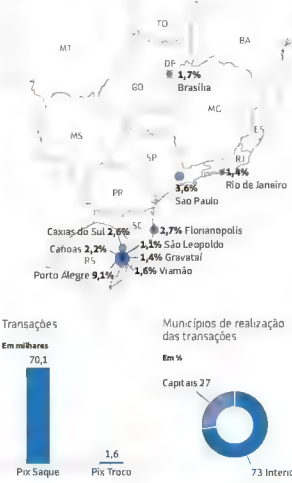 TO
BA
MT
DF
1,7%
Brasília
GO
MG
MS
ES
SP
RJ
1,4%
Rio de Janeiro
3,6%
Sao Paulo
PR
SC
Caxias do Sul 2,6%
2,7% Florianopolis
1,1% São Leopoldo
Canoas 2,2%
RS
1,4% Gravataí
Porto Alegre 9,1%
1,6% Viamão
Transações
Em milhares
70,1
1,6
Pix Saque
Pix Troco
Municípios de realização
das transações
Em %
Capitais 27
73 Interio